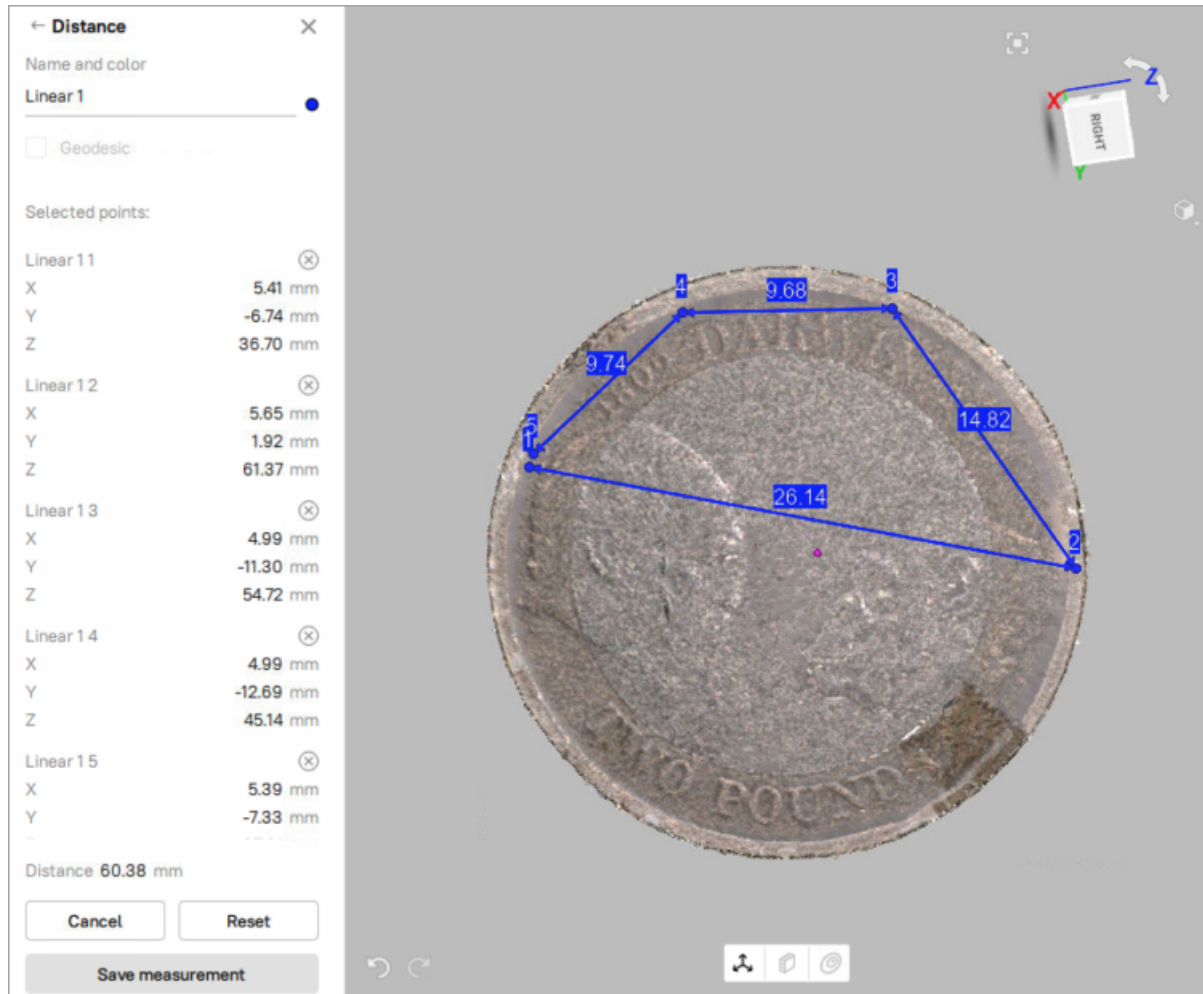 ← Distance
Name and color
Linear 1
Geodesic
Selected points:
Linear 1 1
X 5.41 mm
Y -6.74 mm
Z 36.70 mm
Linear 1 2
X 5.65 mm
Y 1.92 mm
Z 61.37 mm
Linear 1 3
X 4.99 mm
Y -11.30 mm
Z 54.72 mm
Linear 1 4
X 4.99 mm
Y -12.69 mm
Z 45.14 mm
Linear 1 5
X 5.39 mm
Y -7.33 mm
Distance 60.38 mm
Cancel
Reset
Save measurement
X
Z
RIGHT
Y
4
3
9.68
9.74
14.82
5
1
26.14
2
DARWIN
TWO POUNDS